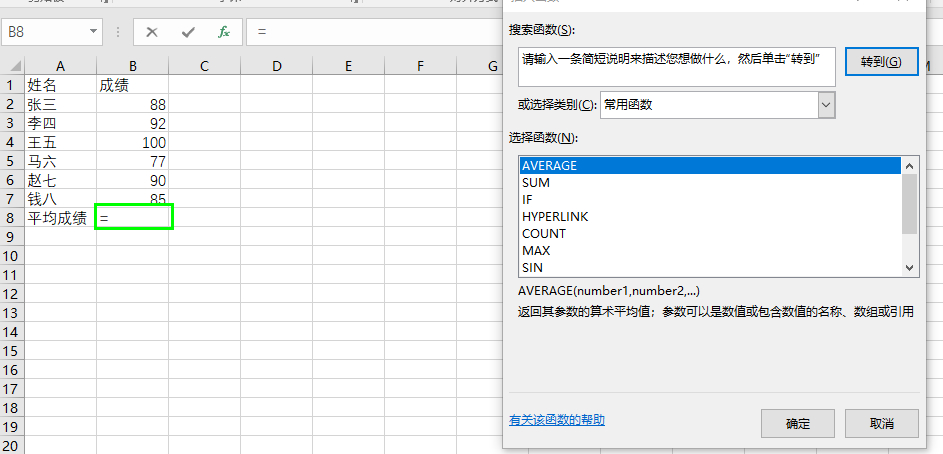 B8
fx
=
A B C D E F G M
1 姓名 成绩
2 张三 88
3 李四 92
4 王五 100
5 马六 77
6 赵七 90
7 钱八 85
8 平均成绩 =
9
10
11
12
13
14
15
16
17
18
19
20
搜索函数(S):
请输入一条简短说明来描述您想做什么，然后单击“转到”
转到(G)
或选择类别(C): 常用函数
选择函数(N):
AVERAGE
SUM
IF
HYPERLINK
COUNT
MAX
SIN
AVERAGE(number1,number2,...)
返回其参数的算术平均值；参数可以是数值或包含数值的名称、数组或引用
有关该函数的帮助
确定
取消